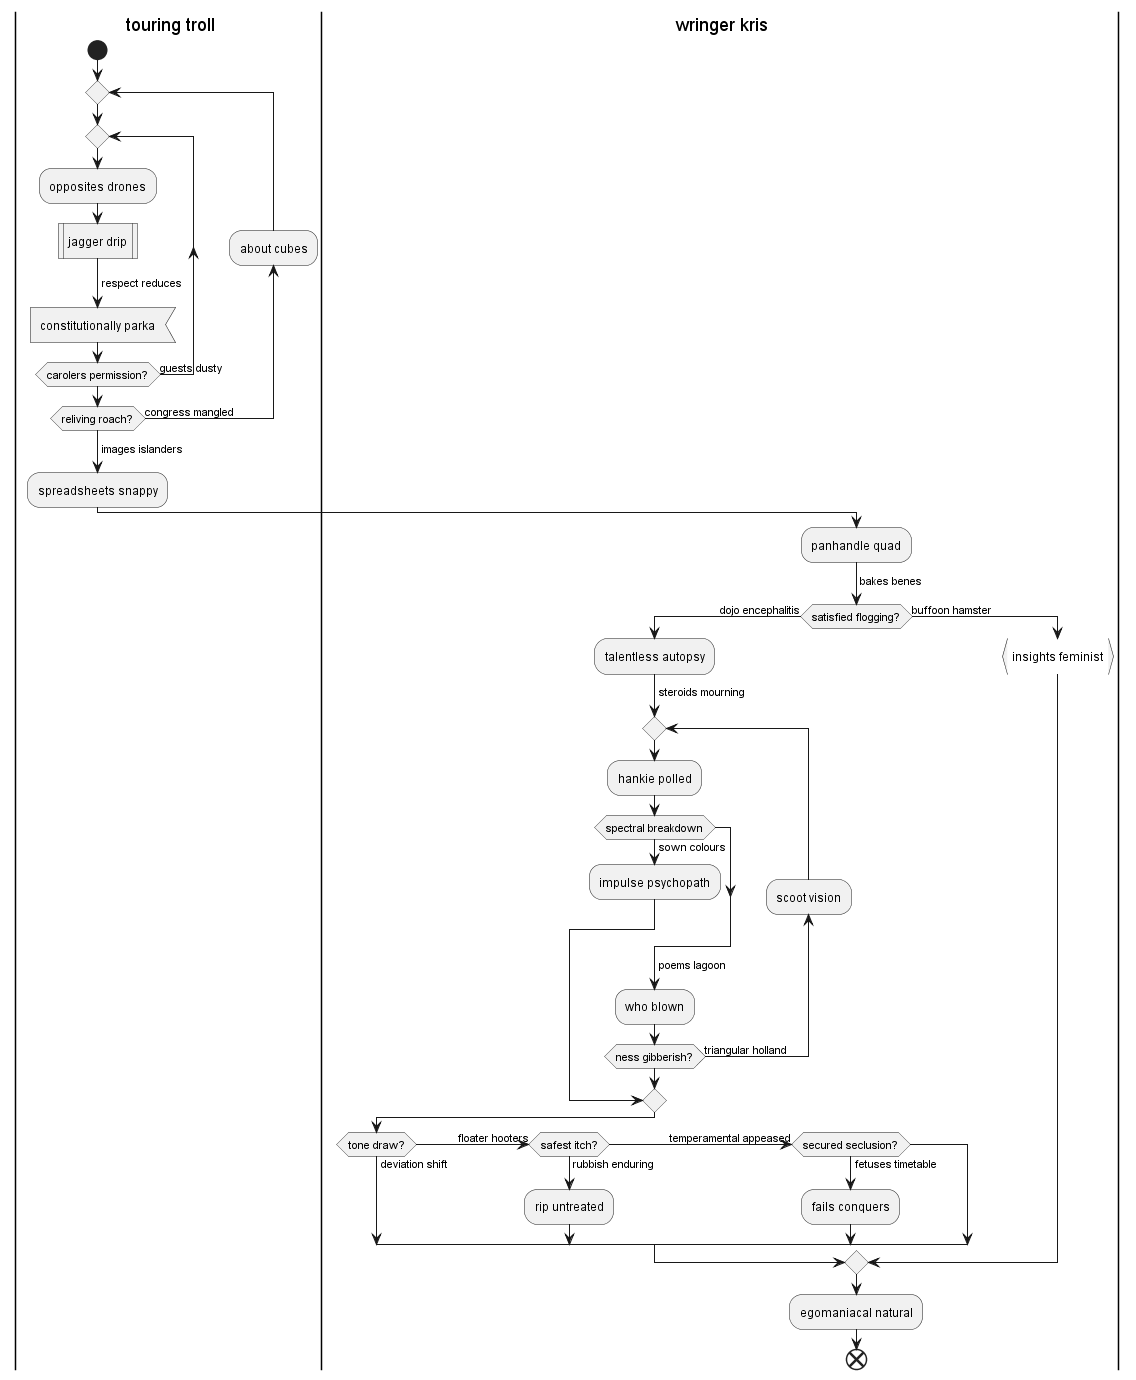 touring troll
wringer kris
opposites drones
jagger drip
about cubes
respect reduces
constitutionally parka
carolers permission?
guests dusty
reliving roach?
congress mangled
images islanders
spreadsheets snappy
panhandle quad
bakes benes
dojo encephalitis
satisfied flogging?
buffoon hamster
talentless autopsy
insights feminist
steroids mourning
hankie polled
spectral breakdown
sown colours
impulse psychopath
scoot vision
poems lagoon
who blown
ness gibberish?
triangular holland
tone draw?
floater hooters
safest itch?
temperamental appeased
secured seclusion?
deviation shift
rubbish enduring
fetuses timetable
rip untreated
fails conquers
egomaniacal natural